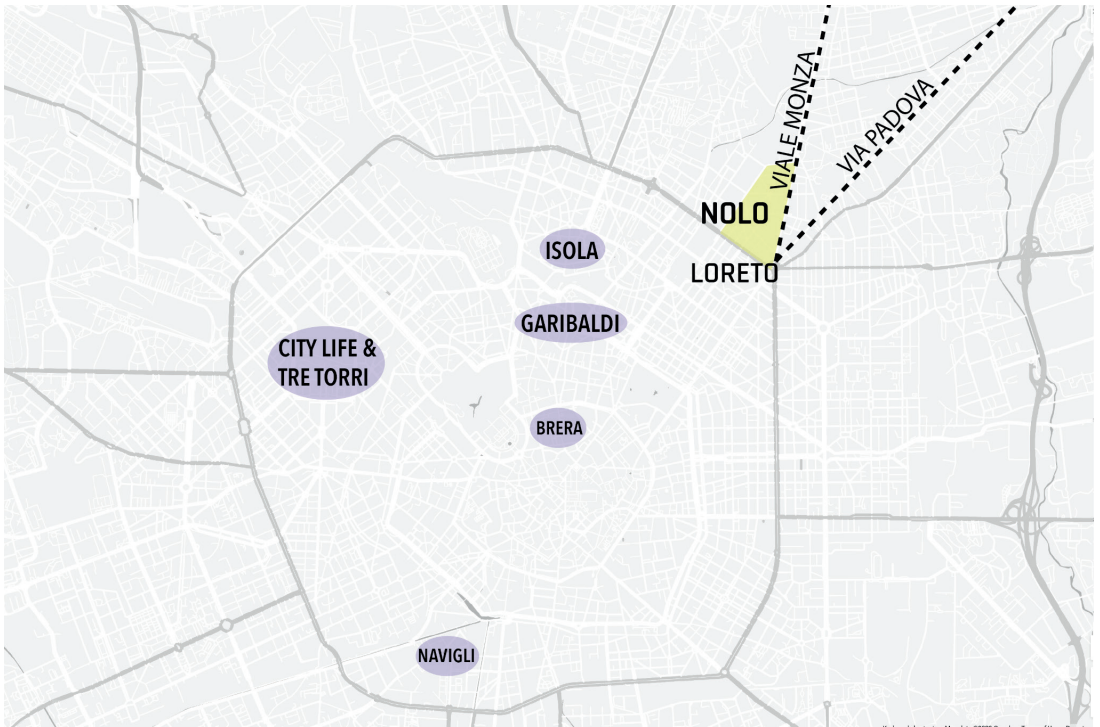 VIALE MONZA
VIA PADOVA
NOLO
LORETO
ISOLA
GARIBALDI
CITY LIFE &
TRE TORRI
BRERA
NAVIGLI